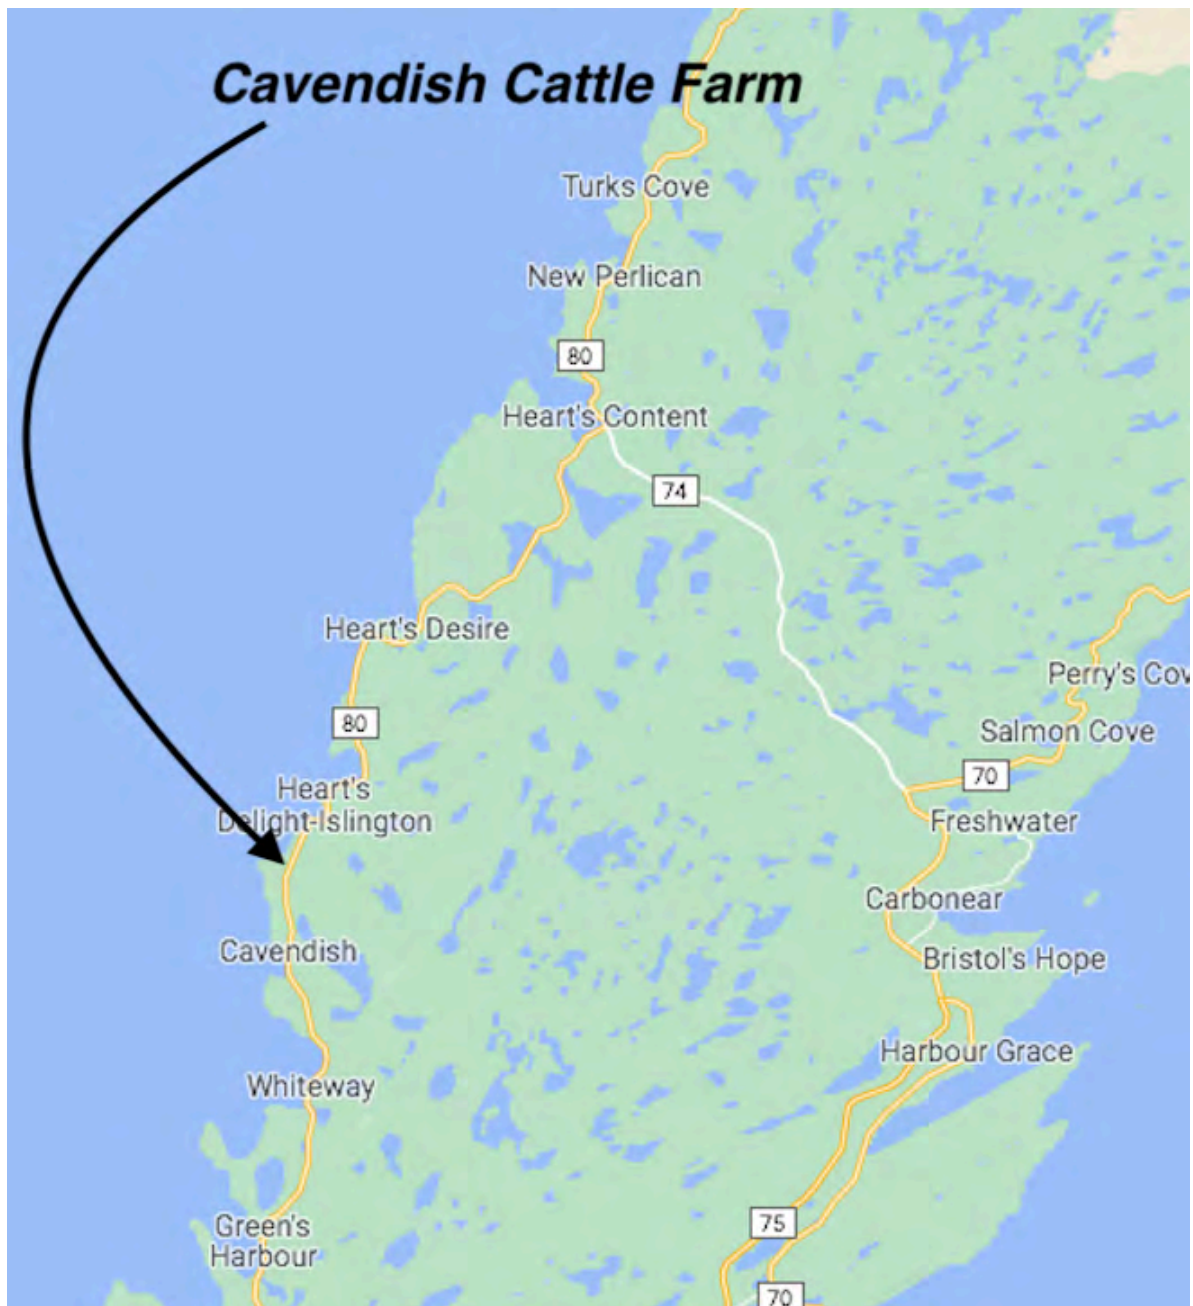 Cavendish Cattle Farm
Turks Cove
New Perlican
80
Heart's Content
74
Heart's Desire
Perry's Cov
80
Salmon Cove
70
Heart's
Delight-Islington
Freshwater
Carbonear
Cavendish
Bristol's Hope
Harbour Grace
Whiteway
75
Green's
Harbour
70